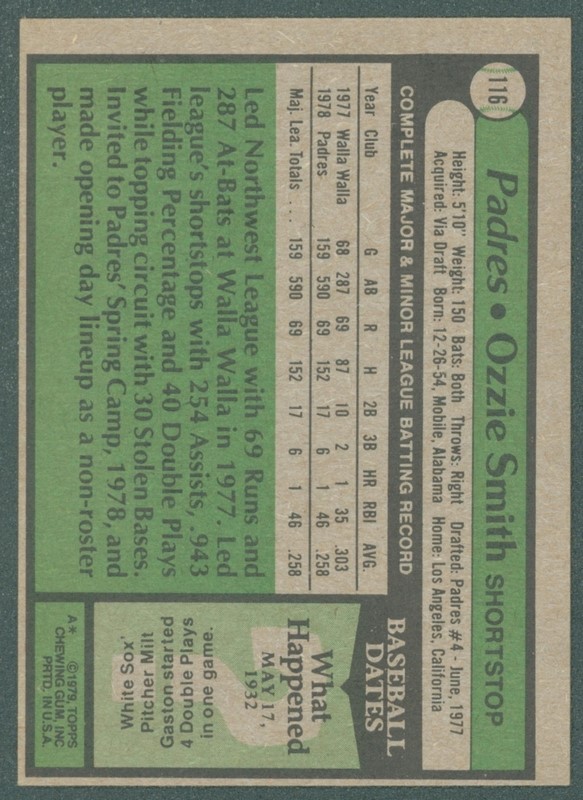 116
Padres • Ozzie Smith SHORTSTOP
Height: 5'10" Weight: 150 Bats: Both Throws: Right Drafted: Padres #4 - June, 1977
Acquired: Via Draft Born: 12-26-54, Mobile, Alabama Home: Los Angeles, California
COMPLETE MAJOR & MINOR LEAGUE BATTING RECORD
Year Club G AB R H 2B 3B HR RBI AVG.
1977 Walla Walla 68 287 69 87 10 2 1 35 .303
1978 Padres 159 590 69 152 17 6 1 46 .258
Maj. Lea. Totals . . . 159 590 69 152 17 6 1 46 .258
Led Northwest League with 69 Runs and
287 At-Bats at Walla Walla in 1977. Led
league's shortstops with 254 Assists, .943
Fielding Percentage and 40 Double Plays
while topping circuit with 30 Stolen Bases.
Invited to Padres' Spring Camp, 1978, and
made opening day lineup as a non-roster
player.
BASEBALL
DATES
What
Happened
MAY 17,
1932
White Sox'
Pitcher Milt
Gaston started
4 Double Plays
in one game.
A* ©1979, TOPPS
CHEWING GUM, INC
PRTD. IN U.S.A.